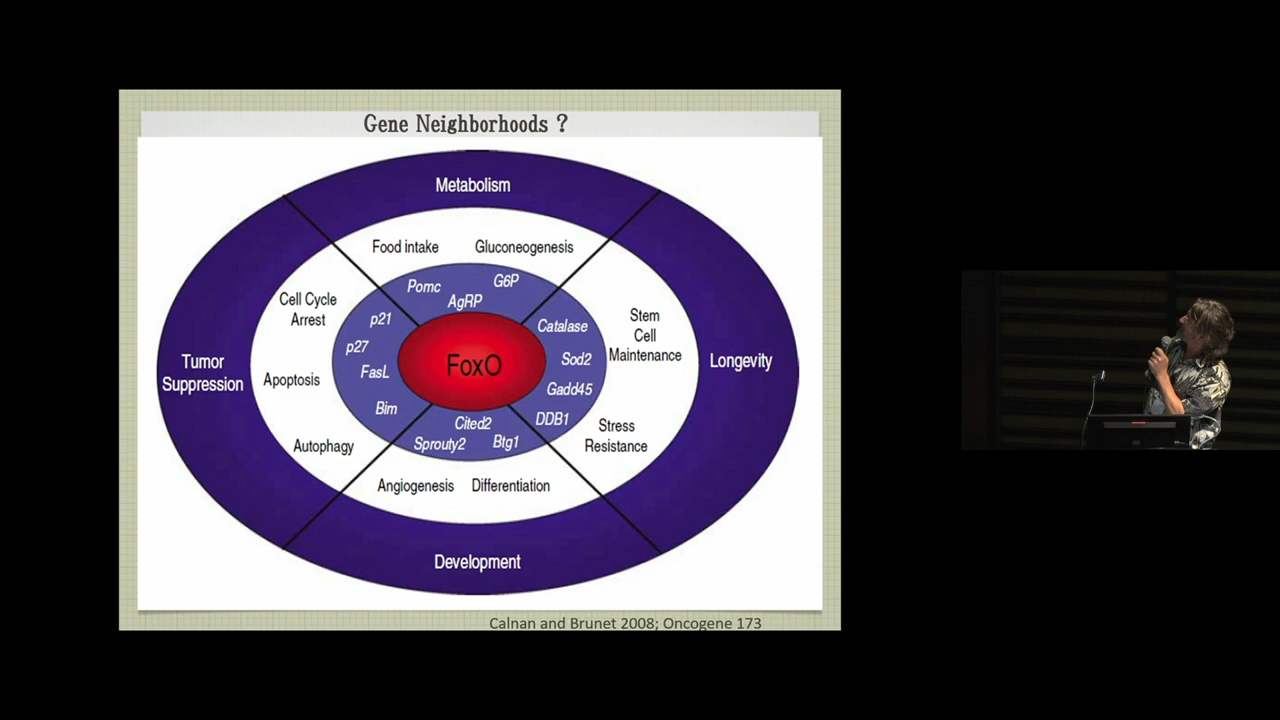 Gene Neighborhoods ?
Metabolism
Food intake
Gluconeogenesis
Pomc
G6P
AgRP
Cell Cycle
Arrest
p21
p27
FasL
Bim
Tumor
Suppression
Apoptosis
Autophagy
FoxO
Catalase
Sod2
Gadd45
DDB1
Stem
Cell
Maintenance
Longevity
Stress
Resistance
Cited2
Sprouty2
Btg1
Angiogenesis
Differentiation
Development
Calnan and Brunet 2008; Oncogene 173